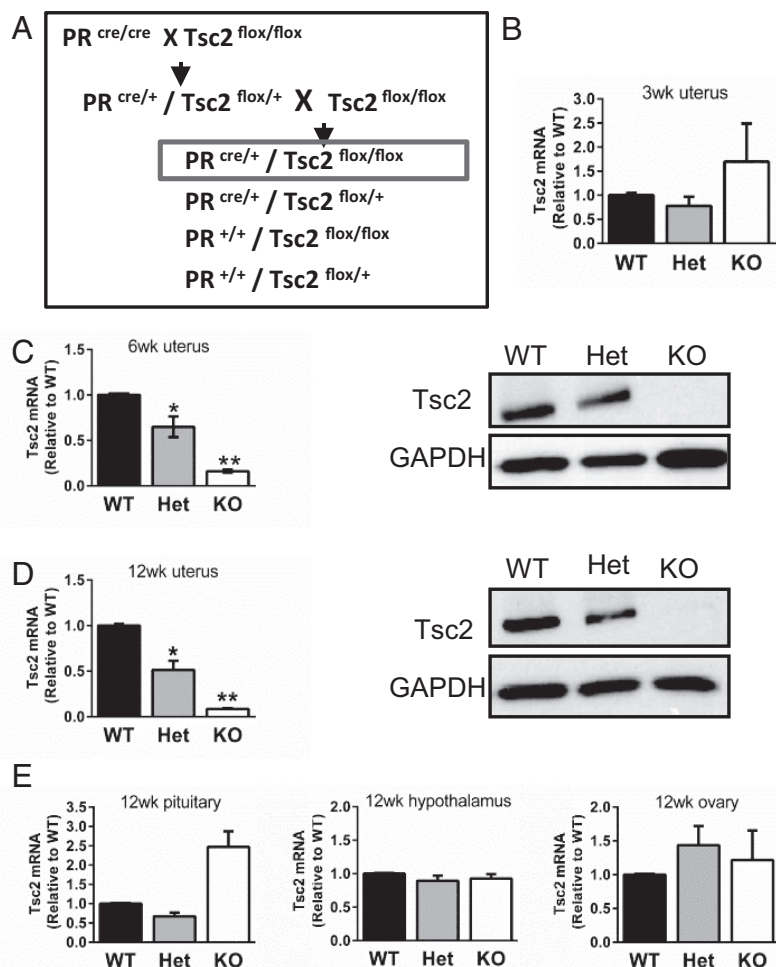 A
PR cre/cre X Tsc2 flox/flox
PR cre/+ / Tsc2 flox/+ X Tsc2 flox/flox
PR cre/+ / Tsc2 flox/flox
PR cre/+ / Tsc2 flox/+
PR +/+ / Tsc2 flox/flox
PR +/+ / Tsc2 flox/+
B
3wk uterus
Tsc2 mRNA
(Relative to WT)
3.0
2.5
2.0
1.5
1.0
0.5
0.0
WT Het KO
C
6wk uterus
Tsc2 mRNA
(Relative to WT)
1.5
1.0
0.5
0.0
*
**
WT Het KO
WT Het KO
Tsc2
GAPDH
D
12wk uterus
Tsc2 mRNA
(Relative to WT)
1.5
1.0
0.5
0.0
*
**
WT Het KO
WT Het KO
Tsc2
GAPDH
E
12wk pituitary
Tsc2 mRNA
(Relative to WT)
3.5
3.0
2.5
2.0
1.5
1.0
0.5
0.0
WT Het KO
12wk hypothalamus
Tsc2 mRNA
(Relative to WT)
2.0
1.5
1.0
0.5
0.0
WT Het KO
12wk ovary
Tsc2 mRNA
(Relative to WT)
2.0
1.5
1.0
0.5
0.0
WT Het KO